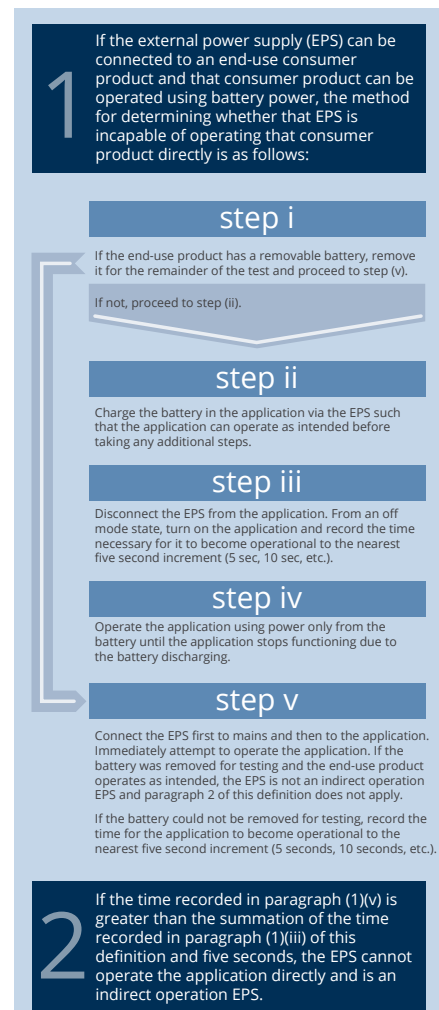 1
If the external power supply (EPS) can be
connected to an end-use consumer
product and that consumer product can be
operated using battery power, the method
for determining whether that EPS is
incapable of operating that consumer
product directly is as follows:
step i
If the end-use product has a removable battery, remove
it for the remainder of the test and proceed to step (v).
If not, proceed to step (ii).
step ii
Charge the battery in the application via the EPS such
that the application can operate as intended before
taking any additional steps.
step iii
Disconnect the EPS from the application. From an off
mode state, turn on the application and record the time
necessary for it to become operational to the nearest
five second increment (5 sec, 10 sec, etc.).
step iv
Operate the application using power only from the
battery until the application stops functioning due to
the battery discharging.
step v
Connect the EPS first to mains and then to the application.
Immediately attempt to operate the application. If the
battery was removed for testing and the end-use product
operates as intended, the EPS is not an indirect operation
EPS and paragraph 2 of this definition does not apply.
If the battery could not be removed for testing, record the
time for the application to become operational to the
nearest five second increment (5 seconds, 10 seconds, etc.).
2
If the time recorded in paragraph (1)(v) is
greater than the summation of the time
recorded in paragraph (1)(iii) of this
definition and five seconds, the EPS cannot
operate the application directly and is an
indirect operation EPS.